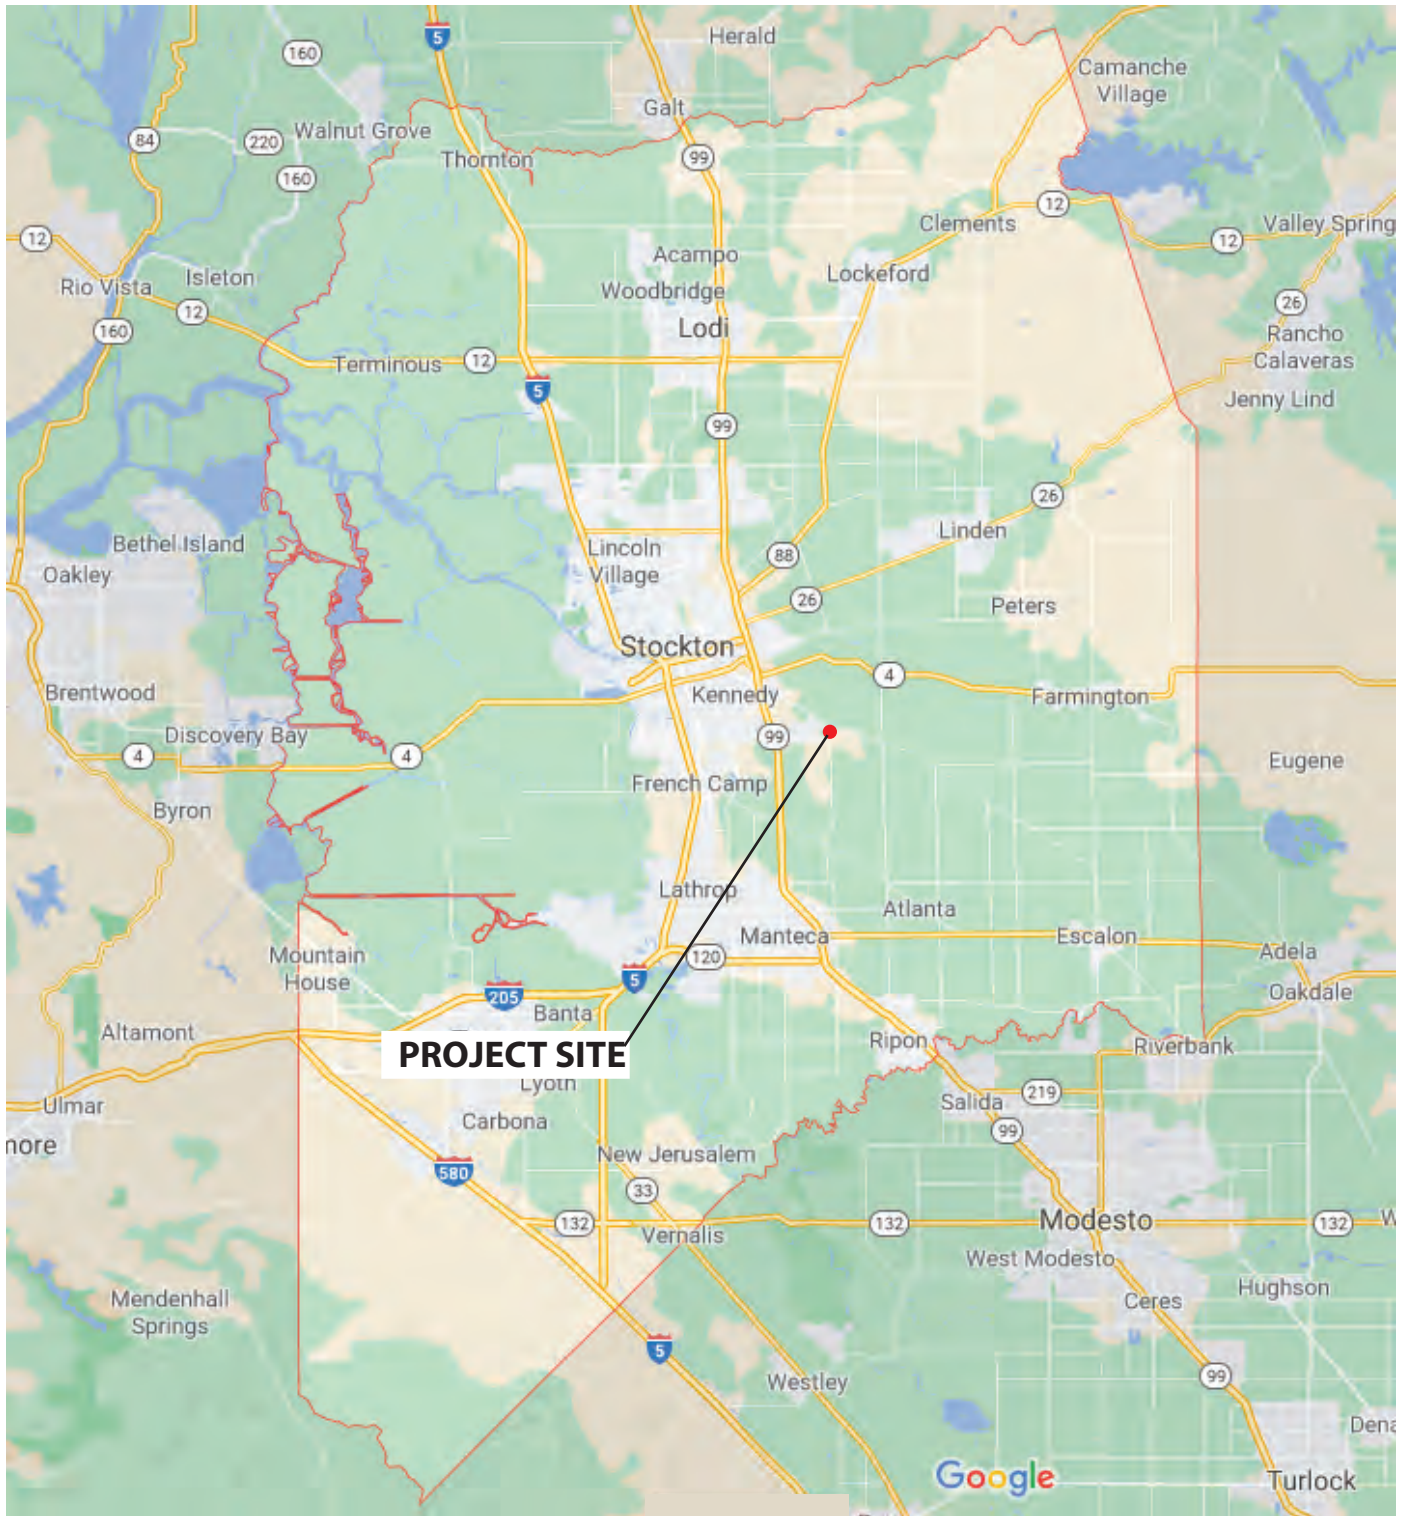 5
Herald
160
Camanche
Village
Galt
Walnut Grove
84
220
Thornton
99
160
12
Clements
Valley Spring
12
12
Acampo
Lockeford
Isleton
Rio Vista
Woodbridge
26
12
160
Lodi
Rancho
Calaveras
Terminous
12
5
Jenny Lind
99
26
Linden
Bethel Island
Lincoln
Village
88
Oakley
26
Peters
Stockton
4
Brentwood
Kennedy
Farmington
Discovery Bay
99
4
4
Eugene
French Camp
Byron
Lathrop
Atlanta
Manteca
Escalon
Mountain
House
120
Adela
5
205
Oakdale
Banta
Altamont
Ripon
Riverbank
PROJECT SITE
Lyoth
219
Ulmar
Salida
Carbona
99
more
New Jerusalem
580
33
132
Vernalis
132
Modesto
132
W
West Modesto
Hughson
Mendenhall
Springs
Ceres
5
Westley
99
Dena
Google
Turlock